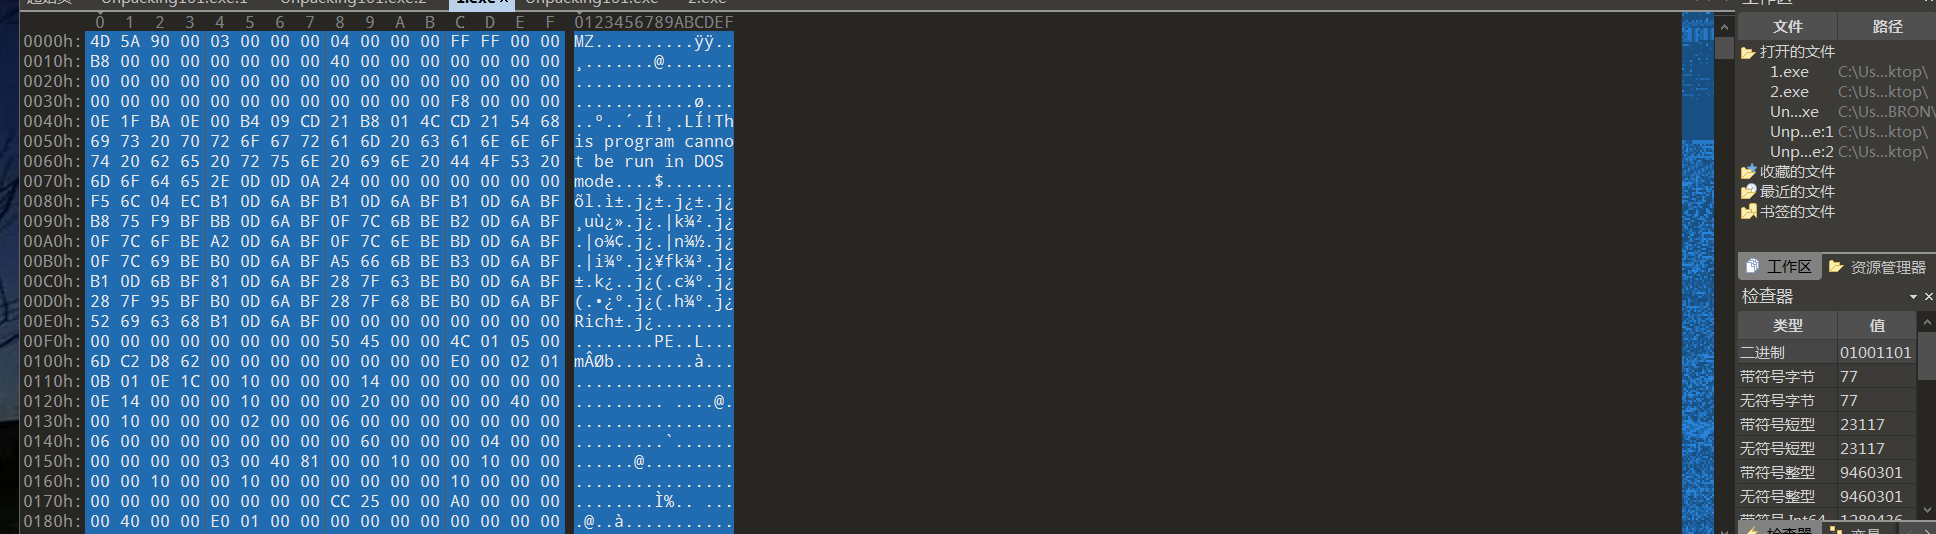 起始页 Unpacking101.exe:1 Unpacking101.exe:2 1.exe × Unpacking101.exe 2.exe
0 1 2 3 4 5 6 7 8 9 A B C D E F 0123456789ABCDEF
0000h: 4D 5A 90 00 03 00 00 00 04 00 00 00 FF FF 00 00 MZ..........ÿÿ..
0010h: B8 00 00 00 00 00 00 00 40 00 00 00 00 00 00 00 ¸.......@.......
0020h: 00 00 00 00 00 00 00 00 00 00 00 00 00 00 00 00 ................
0030h: 00 00 00 00 00 00 00 00 00 00 00 00 F8 00 00 00 ............ø...
0040h: 0E 1F BA 0E 00 B4 09 CD 21 B8 01 4C CD 21 54 68 ..º..´.Í!¸.LÍ!Th
0050h: 69 73 20 70 72 6F 67 72 61 6D 20 63 61 6E 6E 6F is program canno
0060h: 74 20 62 65 20 72 75 6E 20 69 6E 20 44 4F 53 20 t be run in DOS
0070h: 6D 6F 64 65 2E 0D 0D 0A 24 00 00 00 00 00 00 00 mode....$.......
0080h: F5 6C 04 EC B1 0D 6A BF B1 0D 6A BF B1 0D 6A BF õl.ì±.j¿±.j¿±.j¿
0090h: B8 75 F9 BF BB 0D 6A BF 0F 7C 6B BE B2 0D 6A BF ¸uù¿».j¿.|k¾².j¿
00A0h: 0F 7C 6F BE A2 0D 6A BF 0F 7C 6E BE BD 0D 6A BF .|o¾¢.j¿.|n¾½.j¿
00B0h: 0F 7C 69 BE B0 0D 6A BF A5 66 6B BE B3 0D 6A BF .|i¾°.j¿¥fk¾³.j¿
00C0h: B1 0D 6B BF 81 0D 6A BF 28 7F 63 BE B0 0D 6A BF ±.k¿..j¿(.c¾°.j¿
00D0h: 28 7F 95 BF B0 0D 6A BF 28 7F 68 BE B0 0D 6A BF (.•¿°.j¿(.h¾°.j¿
00E0h: 52 69 63 68 B1 0D 6A BF 00 00 00 00 00 00 00 00 Rich±.j¿........
00F0h: 00 00 00 00 00 00 00 00 50 45 00 00 4C 01 05 00 ........PE..L...
0100h: 6D C2 D8 62 00 00 00 00 00 00 00 00 E0 00 02 01 mÂØb........à...
0110h: 0B 01 0E 1C 00 10 00 00 00 14 00 00 00 00 00 00 ................
0120h: 0E 14 00 00 00 10 00 00 00 20 00 00 00 00 40 00 ......... ....@.
0130h: 00 10 00 00 00 02 00 00 06 00 00 00 00 00 00 00 ................
0140h: 06 00 00 00 00 00 00 00 00 60 00 00 00 04 00 00 .........`......
0150h: 00 00 00 00 03 00 40 81 00 00 10 00 00 10 00 00 ......@.........
0160h: 00 00 10 00 00 10 00 00 00 00 00 00 10 00 00 00 ................
0170h: 00 00 00 00 00 00 00 00 CC 25 00 00 A0 00 00 00 ........Ì%.. ...
0180h: 00 40 00 00 E0 01 00 00 00 00 00 00 00 00 00 00 .@..à...........
工作区
文件 路径
打开的文件
1.exe C:\Us...ktop\
2.exe C:\Us...ktop\
Un...xe C:\Us...BRON\
Unp...e:1 C:\Us...ktop\
Unp...e:2 C:\Us...ktop\
收藏的文件
最近的文件
书签的文件
工作区 资源管理器
检查器
类型 值
二进制 01001101
带符号字节 77
无符号字节 77
带符号短型 23117
无符号短型 23117
带符号整型 9460301
无符号整型 9460301
带符号 Int64 1289436
检查器 变量